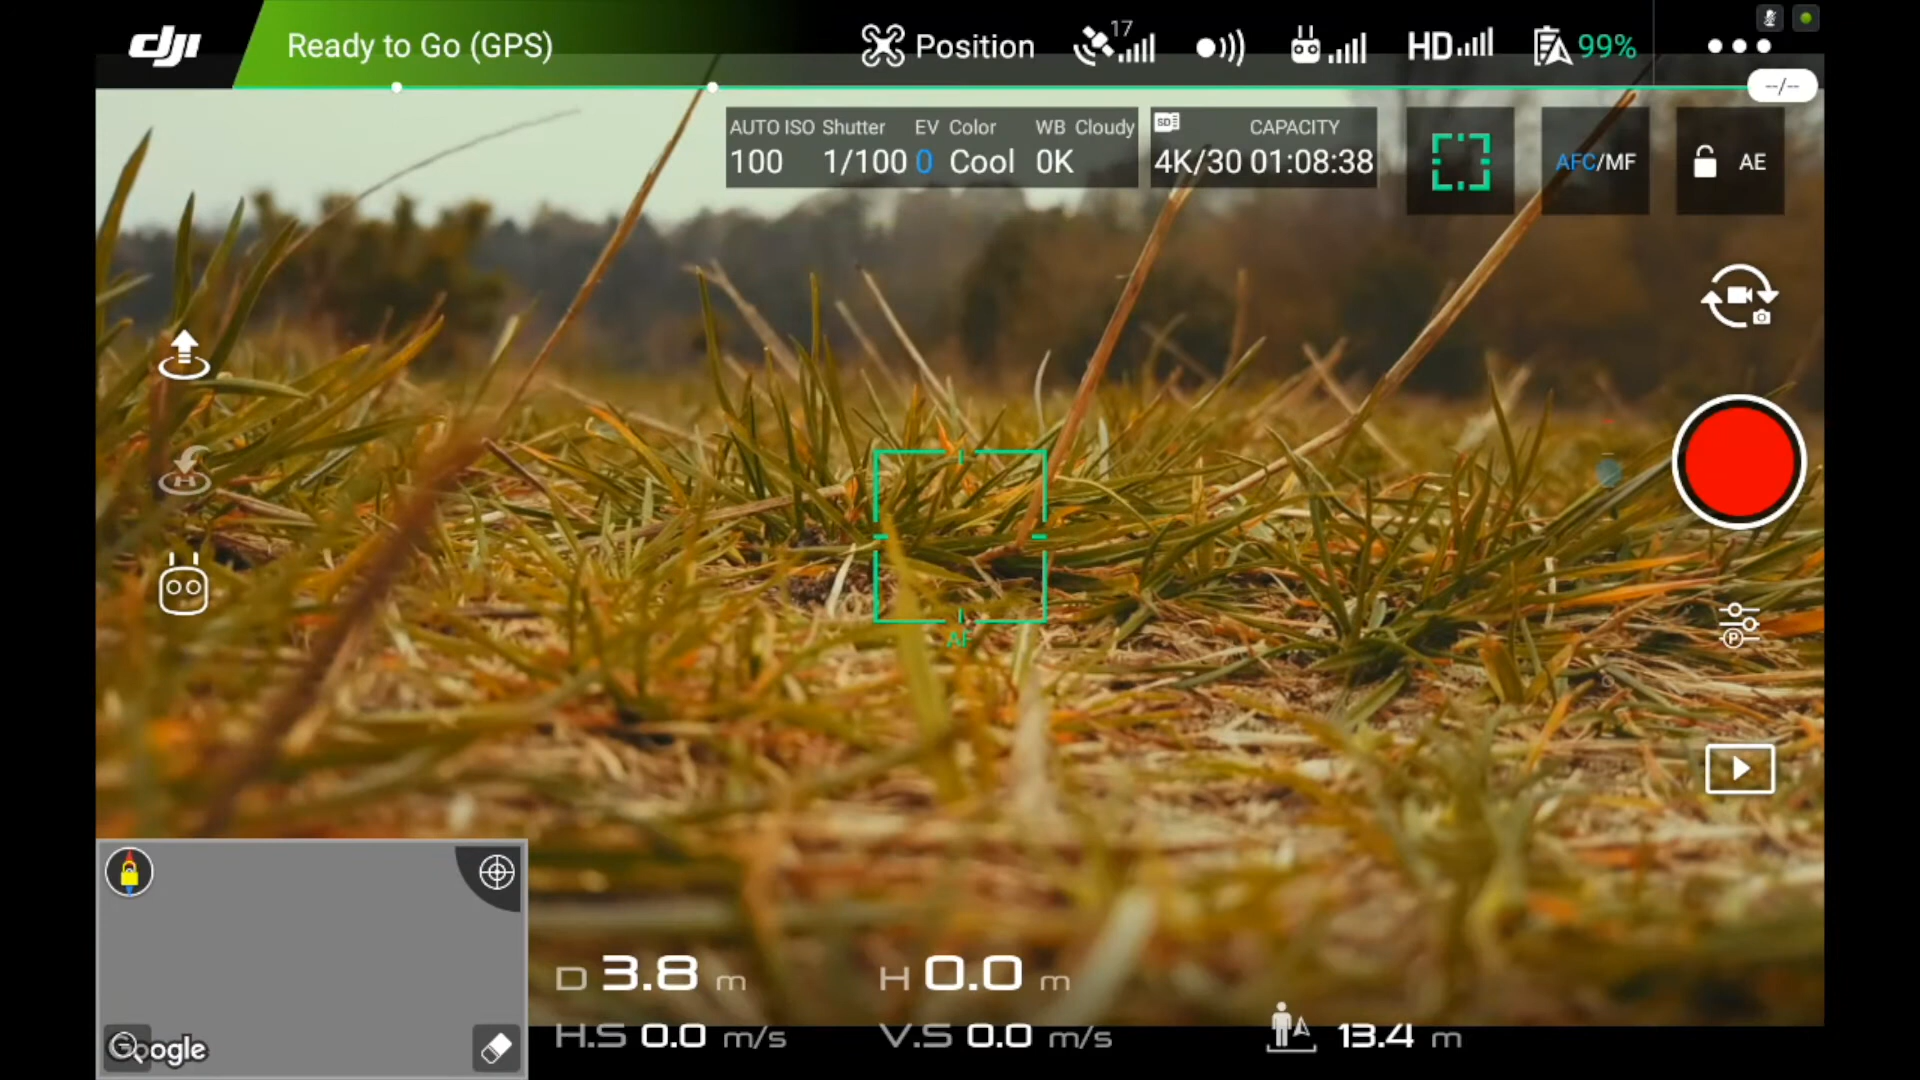 dji Ready to Go (GPS) Position 17 HD 99%
--/--
AUTO ISO Shutter EV Color WB Cloudy SD CAPACITY
100 1/100 0 Cool 0K 4K/30 01:08:38 AFC/MF AE
H
AF
P
D 3.8 m H 0.0 m
H.S 0.0 m/s V.S 0.0 m/s 13.4 m
Google